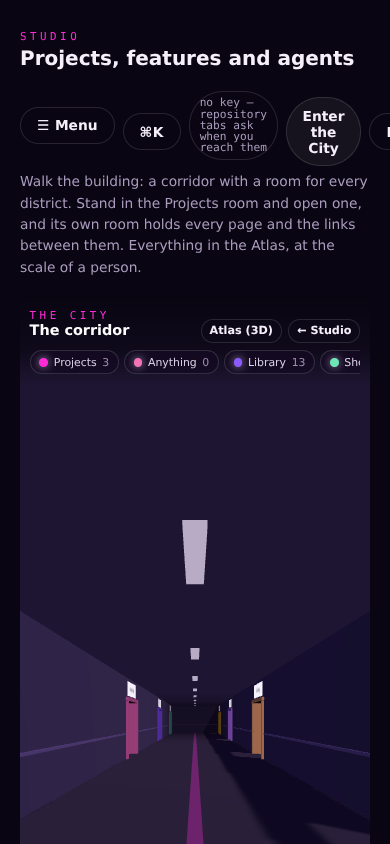 STUDIO
Projects, features and agents
☰ Menu
⌘K
no key —
repository
tabs ask
when you
reach them
Enter
the
City
Walk the building: a corridor with a room for every
district. Stand in the Projects room and open one,
and its own room holds every page and the links
between them. Everything in the Atlas, at the
scale of a person.
THE CITY
The corridor
Atlas (3D)
← Studio
Projects 3
Anything 0
Library 13